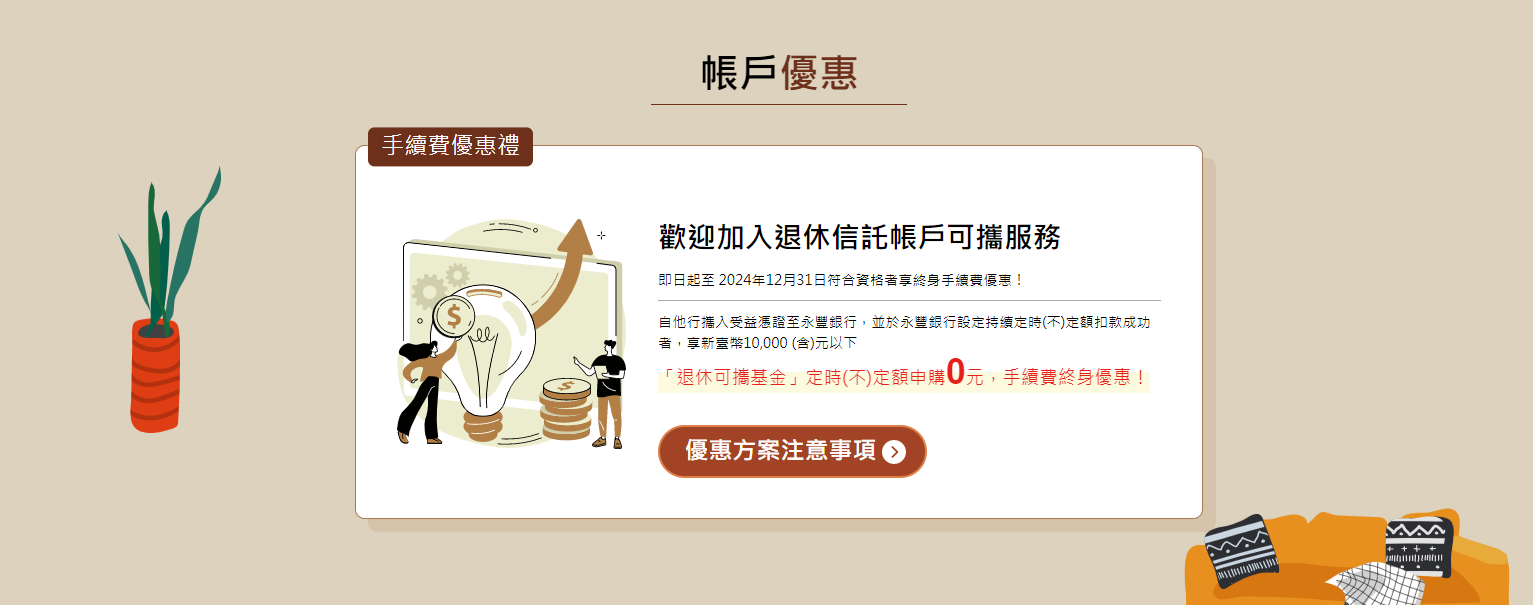 帳戶優惠
手續費優惠禮
歡迎加入退休信託帳戶可攜服務
即日起至 2024年12月31日符合資格者享終身手續費優惠！
自他行攜入受益憑證至永豐銀行，並於永豐銀行設定持續定時(不)定額扣款成功
者，享新臺幣10,000 (含)元以下
「退休可攜基金」定時(不)定額申購0元，手續費終身優惠！
優惠方案注意事項
$
$